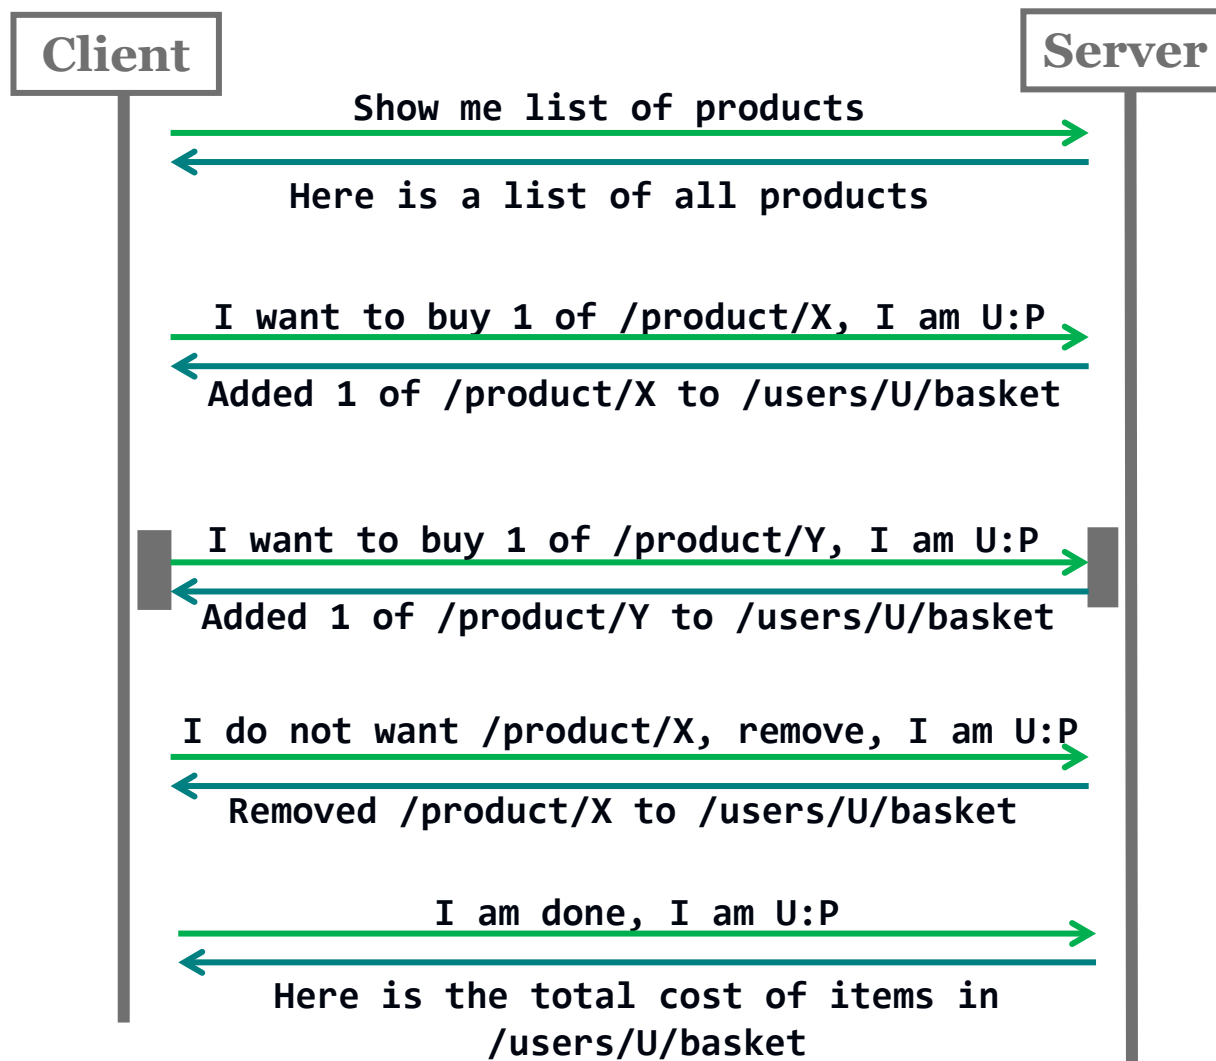 Client
Server
Show me list of products
Here is a list of all products
I want to buy 1 of /product/X, I am U:P
Added 1 of /product/X to /users/U/basket
I want to buy 1 of /product/Y, I am U:P
Added 1 of /product/Y to /users/U/basket
I do not want /product/X, remove, I am U:P
Removed /product/X to /users/U/basket
I am done, I am U:P
Here is the total cost of items in
/users/U/basket